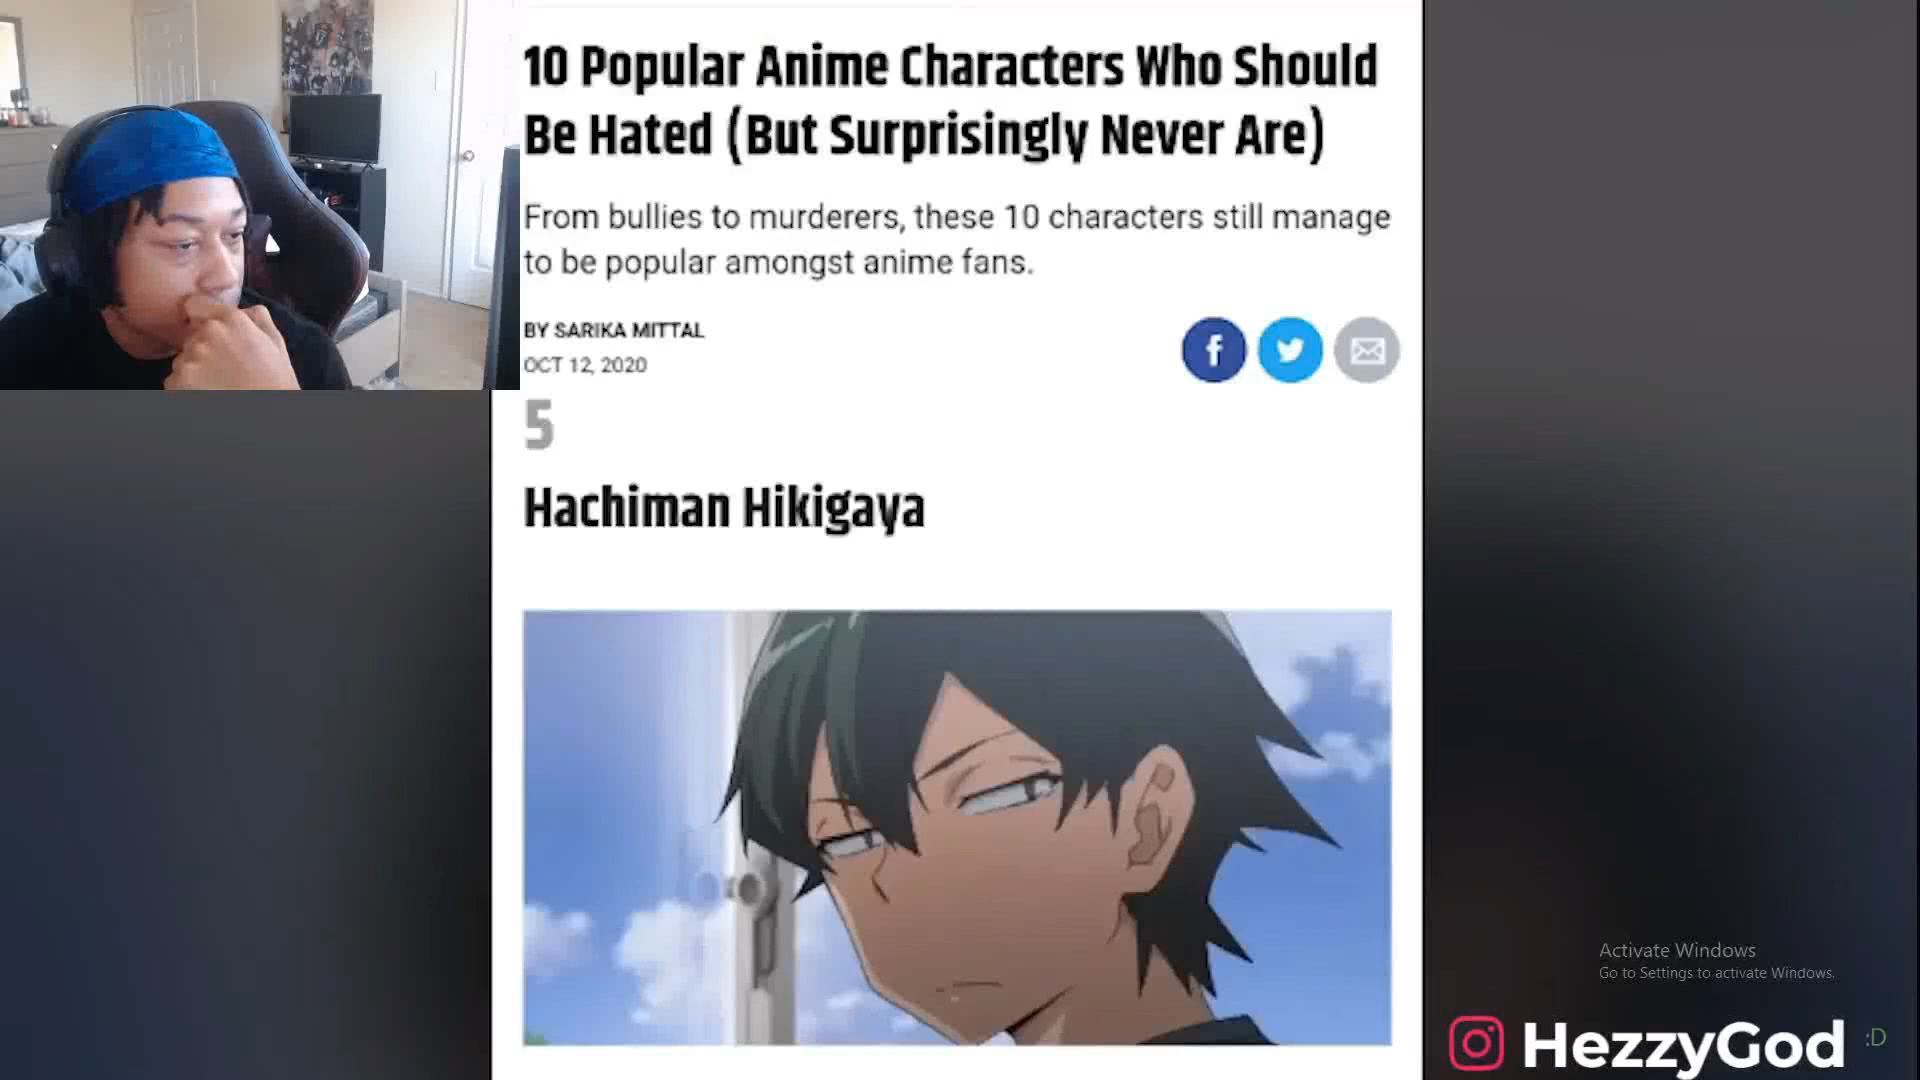 10 Popular Anime Characters Who Should
Be Hated (But Surprisingly Never Are)
From bullies to murderers, these 10 characters still manage
to be popular amongst anime fans.
BY SARIKA MITTAL
OCT 12, 2020
5
Hachiman Hikigaya
Activate Windows
Go to Settings to activate Windows.
HezzyGod :D